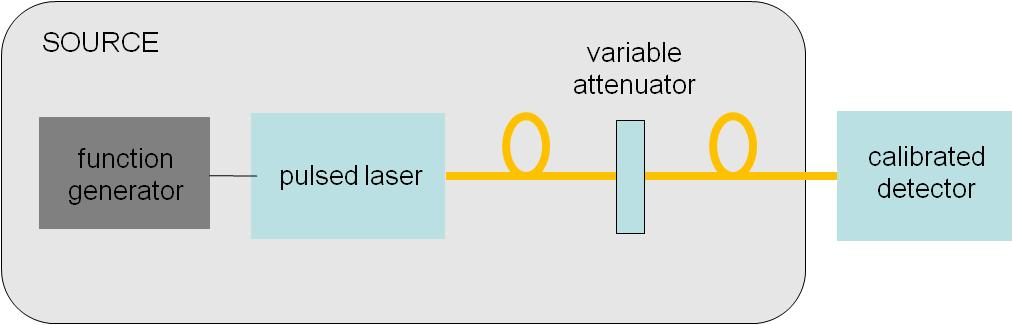 SOURCE
variable
attenuator
function
generator
pulsed laser
calibrated
detector